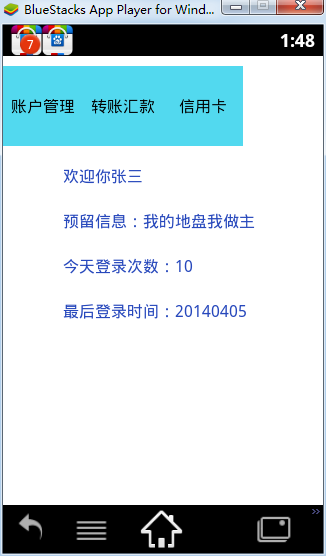 BlueStacks App Player for Wind...
7
1:48
账户管理 转账汇款 信用卡
欢迎你张三
预留信息：我的地盘我做主
今天登录次数：10
最后登录时间：20140405